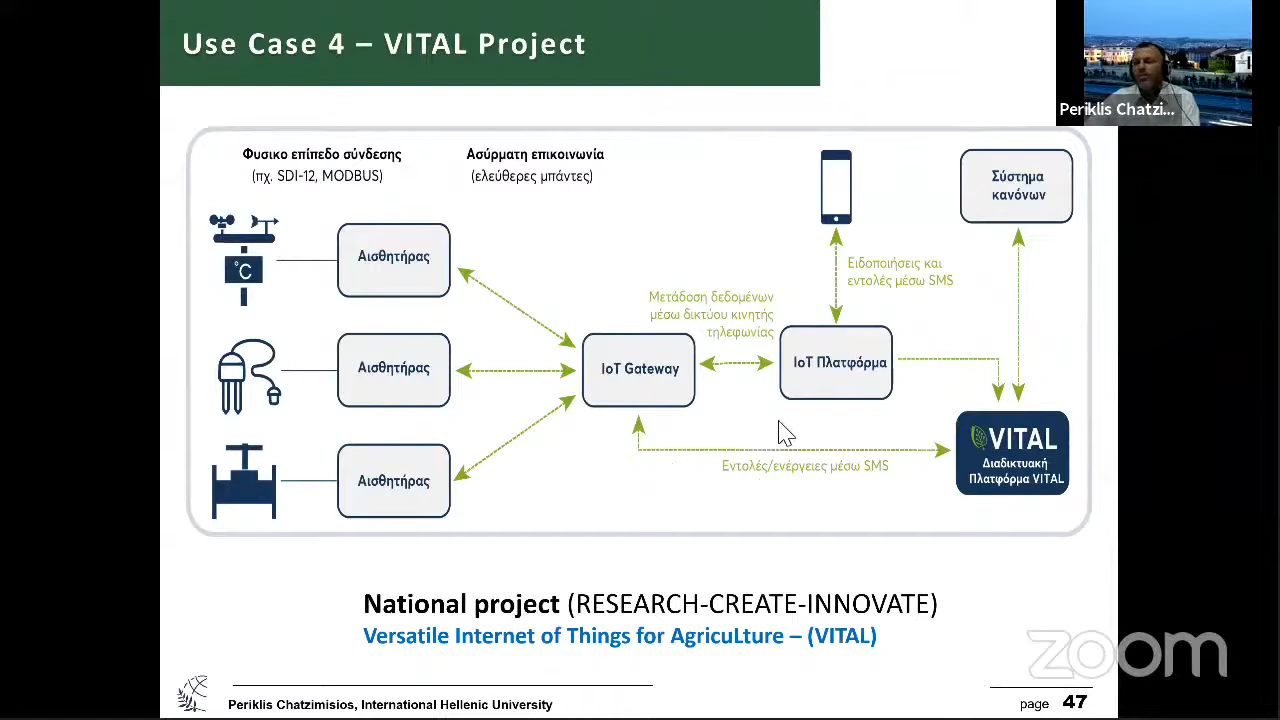 Use Case 4 – VITAL Project
Periklis Chatzi...
Φυσικο επίπεδο σύνδεσης
(πχ. SDI-12, MODBUS)
Ασύρματη επικοινωνία
(ελεύθερες μπάντες)
Σύστημα
κανόνων
°C
Αισθητήρας
Ειδοποιήσεις και
εντολές μέσω SMS
Μετάδοση δεδομένων
μέσω δικτύου κινητής
τηλεφωνίας
Αισθητήρας
IoT Gateway
IoT Πλατφόρμα
Αισθητήρας
VITAL
Διαδικτυακή
Πλατφόρμα VITAL
Εντολές/ενέργειες μέσω SMS
National project (RESEARCH-CREATE-INNOVATE)
Versatile Internet of Things for AgricuLture – (VITAL)
zoom
Periklis Chatzimisios, International Hellenic University
page 47